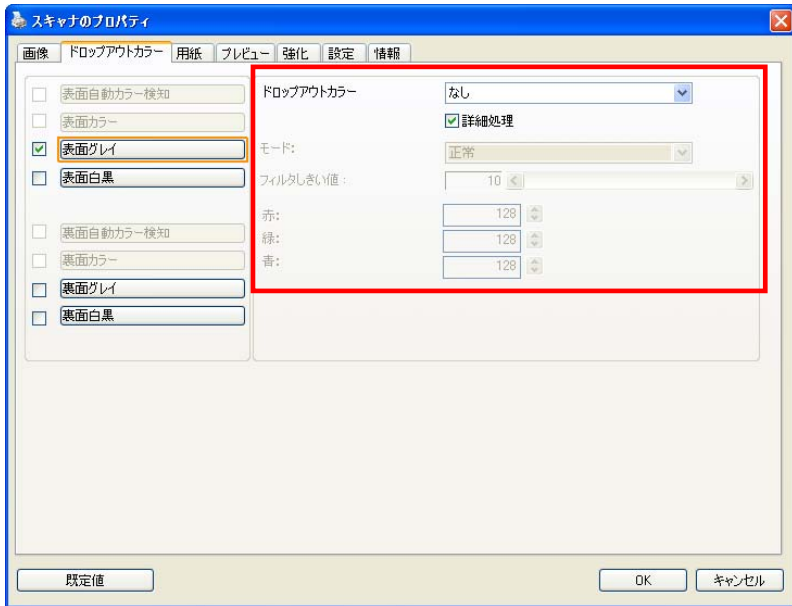 スキャナのプロパティ
画像 ドロップアウトカラー 用紙 プレビュー 強化 設定 情報
表面自動カラー検知
表面カラー
表面グレイ
表面白黒
裏面自動カラー検知
裏面カラー
裏面グレイ
裏面白黒
ドロップアウトカラー なし
詳細処理
モード: 正常
フィルタしきい値: 10
赤: 128
緑: 128
青: 128
既定値 OK キャンセル